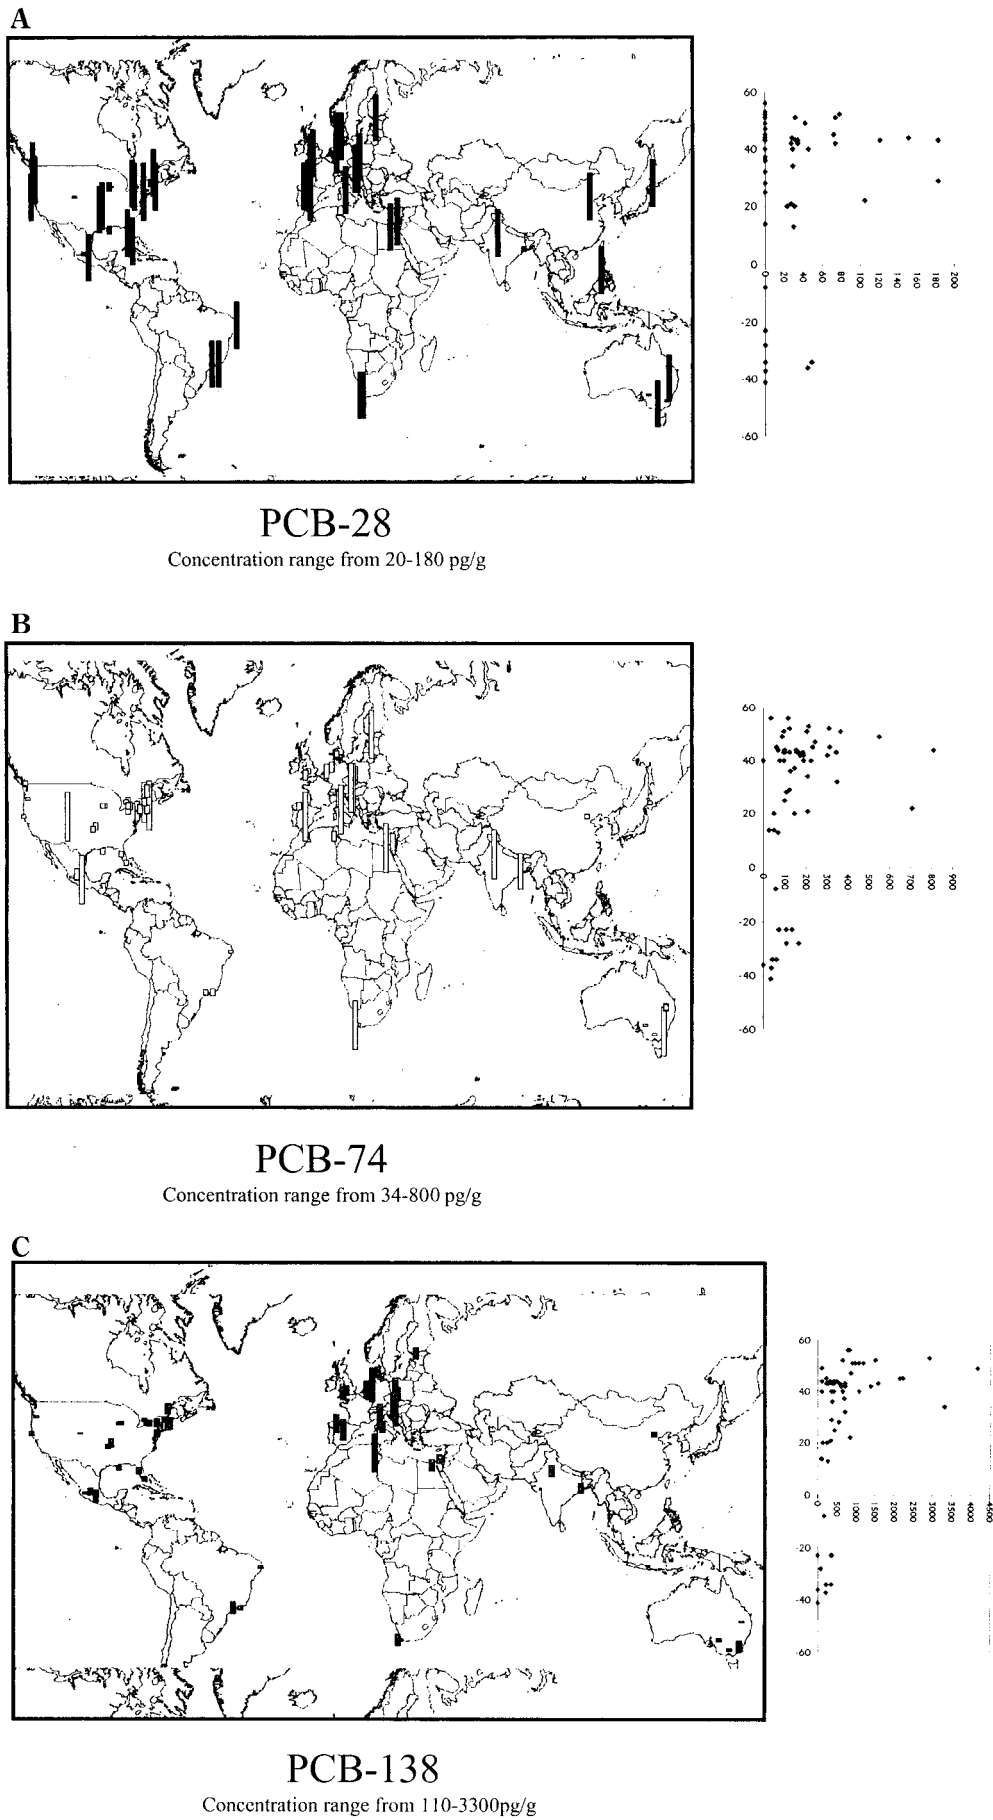 A
60
40
20
0
-20
-40
-60
0 20 40 60 80 100 120 140 160 180 200
PCB-28
Concentration range from 20-180 pg/g
B
60
40
20
0
-20
-40
-60
0 100 200 300 400 500 600 700 800 900
PCB-74
Concentration range from 34-800 pg/g
C
60
40
20
0
-20
-40
-60
0 500 1000 1500 2000 2500 3000 3500 4000 4500
PCB-138
Concentration range from 110-3300pg/g